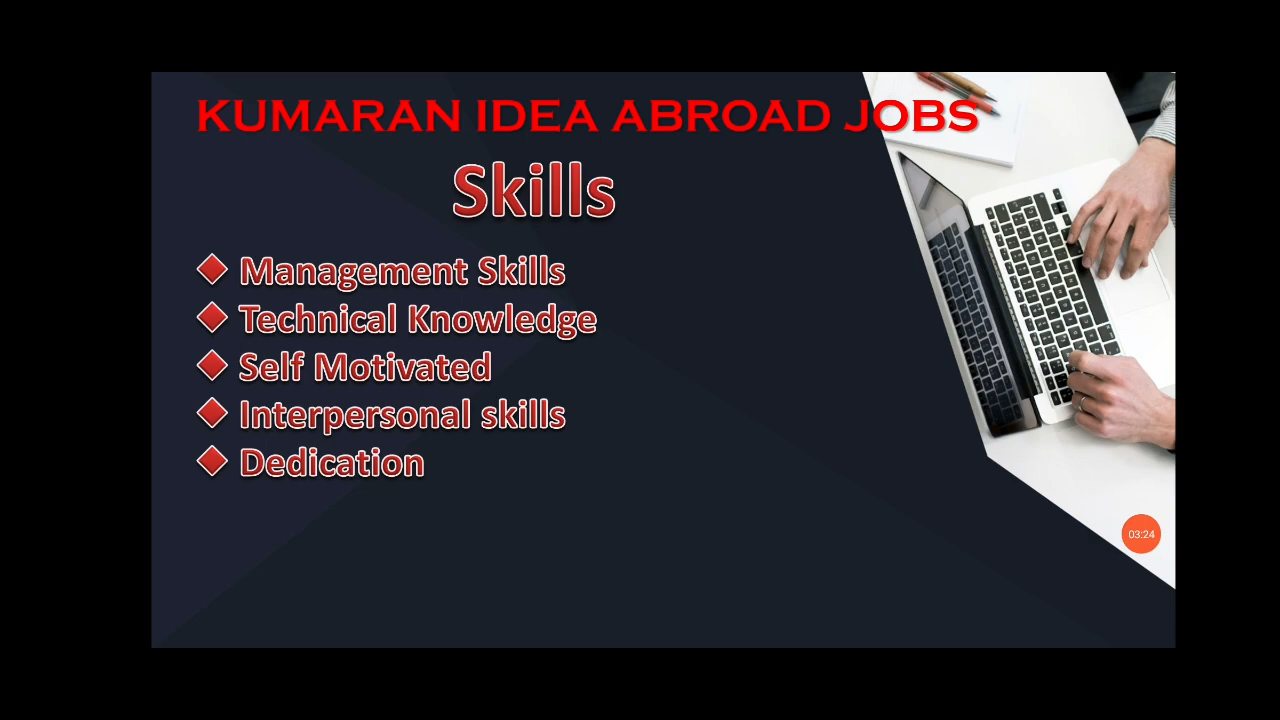 KUMARAN IDEA ABROAD JOBS
Skills
Management Skills
Technical Knowledge
Self Motivated
Interpersonal skills
Dedication
03:24